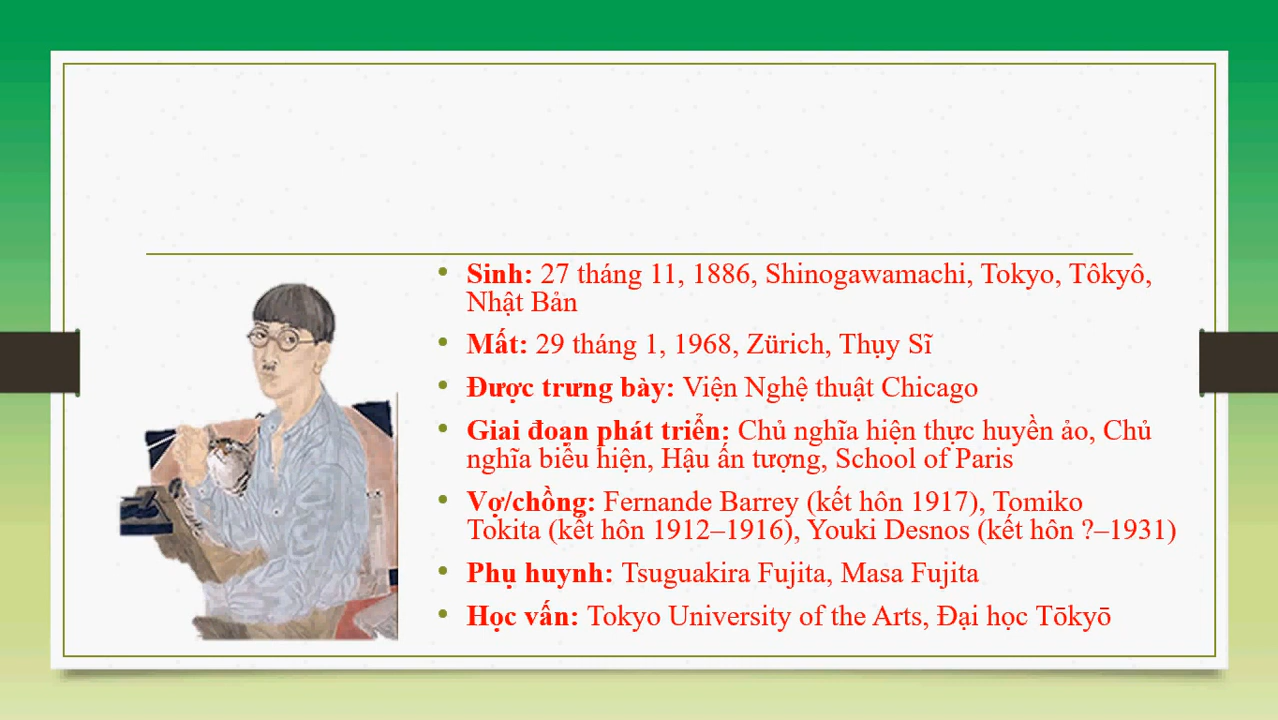 • Sinh: 27 tháng 11, 1886, Shinogawamachi, Tokyo, Tôkyô,
Nhật Bản
• Mất: 29 tháng 1, 1968, Zürich, Thụy Sĩ
• Được trưng bày: Viện Nghệ thuật Chicago
• Giai đoạn phát triển: Chủ nghĩa hiện thực huyền ảo, Chủ
nghĩa biểu hiện, Hậu ấn tượng, School of Paris
• Vợ/chồng: Fernande Barrey (kết hôn 1917), Tomiko
Tokita (kết hôn 1912–1916), Youki Desnos (kết hôn ?–1931)
• Phụ huynh: Tsuguakira Fujita, Masa Fujita
• Học vấn: Tokyo University of the Arts, Đại học Tōkyō